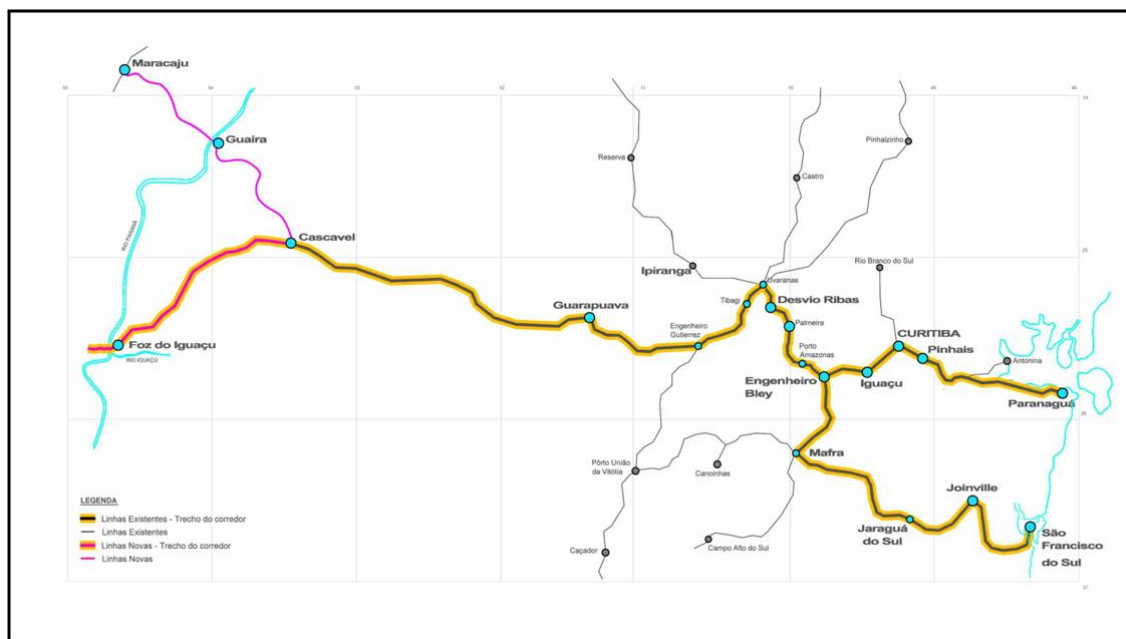 Maracaju
Guaíra
Pinhalzinho
Reserva
Castro
RIO PARANÁ
Cascavel
Ipiranga
Uvaranas
Rio Branco do Sul
Guarapuava
Tibagi
Desvio Ribas
Engenheiro
Gutierrez
Palmeira
CURITIBA
Foz do Iguaçu
RIO IGUAÇÚ
Porto
Amazonas
Pinhais
Antonina
Engenheiro
Bley
Iguaçu
Paranaguá
Mafra
Pôrto União
da Vitótia
Canoinhas
Joinville
LEGENDA
Linhas Existentes - Trecho do corredor
Linhas Existentes
Linhas Novas - Trecho do corredor
Linhas Novas
Jaraguá
do Sul
São
Francisco
do Sul
Caçador
Campo Alto do Sul